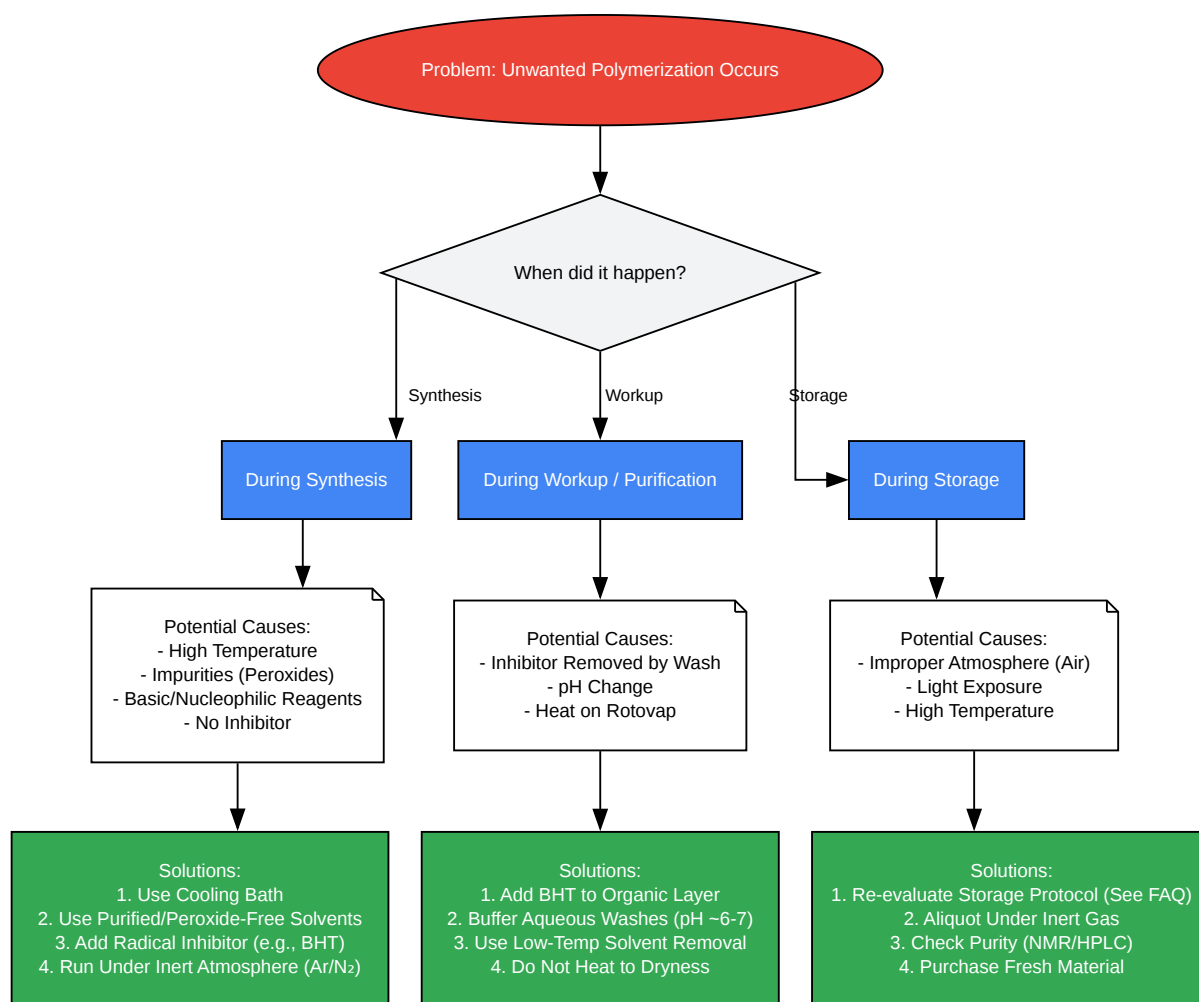 Problem: Unwanted Polymerization Occurs
When did it happen?
Synthesis
Workup
Storage
During Synthesis
During Workup / Purification
During Storage
Potential Causes:
- High Temperature
- Impurities (Peroxides)
- Basic/Nucleophilic Reagents
- No Inhibitor
Potential Causes:
- Inhibitor Removed by Wash
- pH Change
- Heat on Rotovap
Potential Causes:
- Improper Atmosphere (Air)
- Light Exposure
- High Temperature
Solutions:
1. Use Cooling Bath
2. Use Purified/Peroxide-Free Solvents
3. Add Radical Inhibitor (e.g., BHT)
4. Run Under Inert Atmosphere (Ar/N₂)
Solutions:
1. Add BHT to Organic Layer
2. Buffer Aqueous Washes (pH ~6-7)
3. Use Low-Temp Solvent Removal
4. Do Not Heat to Dryness
Solutions:
1. Re-evaluate Storage Protocol (See FAQ)
2. Aliquot Under Inert Gas
3. Check Purity (NMR/HPLC)
4. Purchase Fresh Material